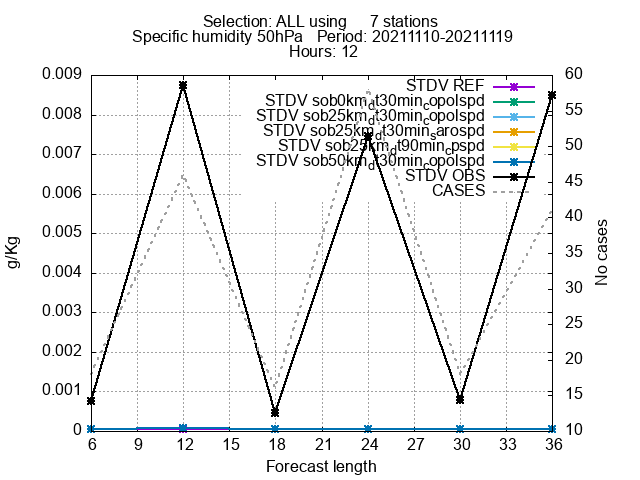 Selection: ALL using 7 stations
Specific humidity 50hPa Period: 20211110-20211119
Hours: 12
0.009
0.008
0.007
0.006
0.005
0.004
0.003
0.002
0.001
0
g/Kg
STDV REF
STDV sob0km_dt30min_copolspd
STDV sob25km_dt30min_copolspd
STDV sob25km_dt30min_sarospd
STDV sob25km_dt90min_cpspd
STDV sob50km_dt30min_copolspd
STDV OBS
CASES
60
55
50
45
40
35
30
25
20
15
10
No cases
6 9 12 15 18 21 24 27 30 33 36
Forecast length